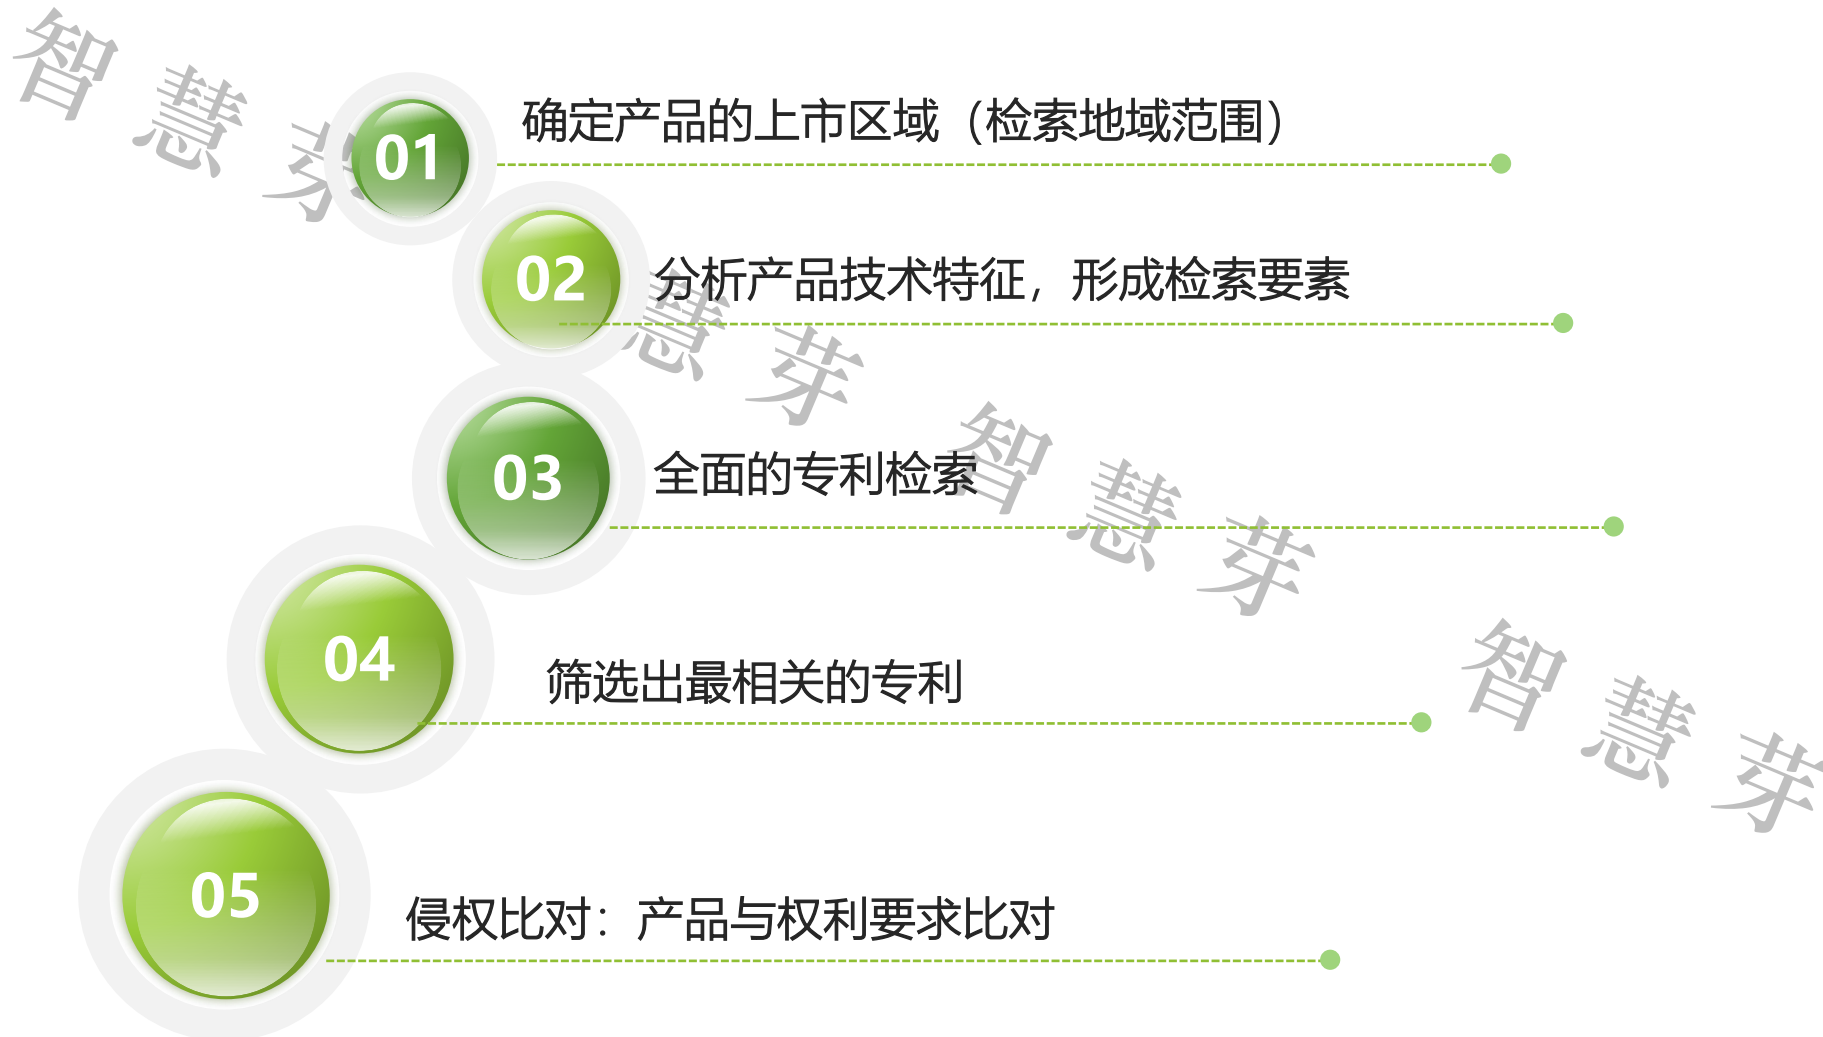 智慧芽
01
确定产品的上市区域（检索地域范围）
02
分析产品技术特征，形成检索要素
慧芽
03
全面的专利检索
智慧芽
04
筛选出最相关的专利
智慧芽
05
侵权比对：产品与权利要求比对